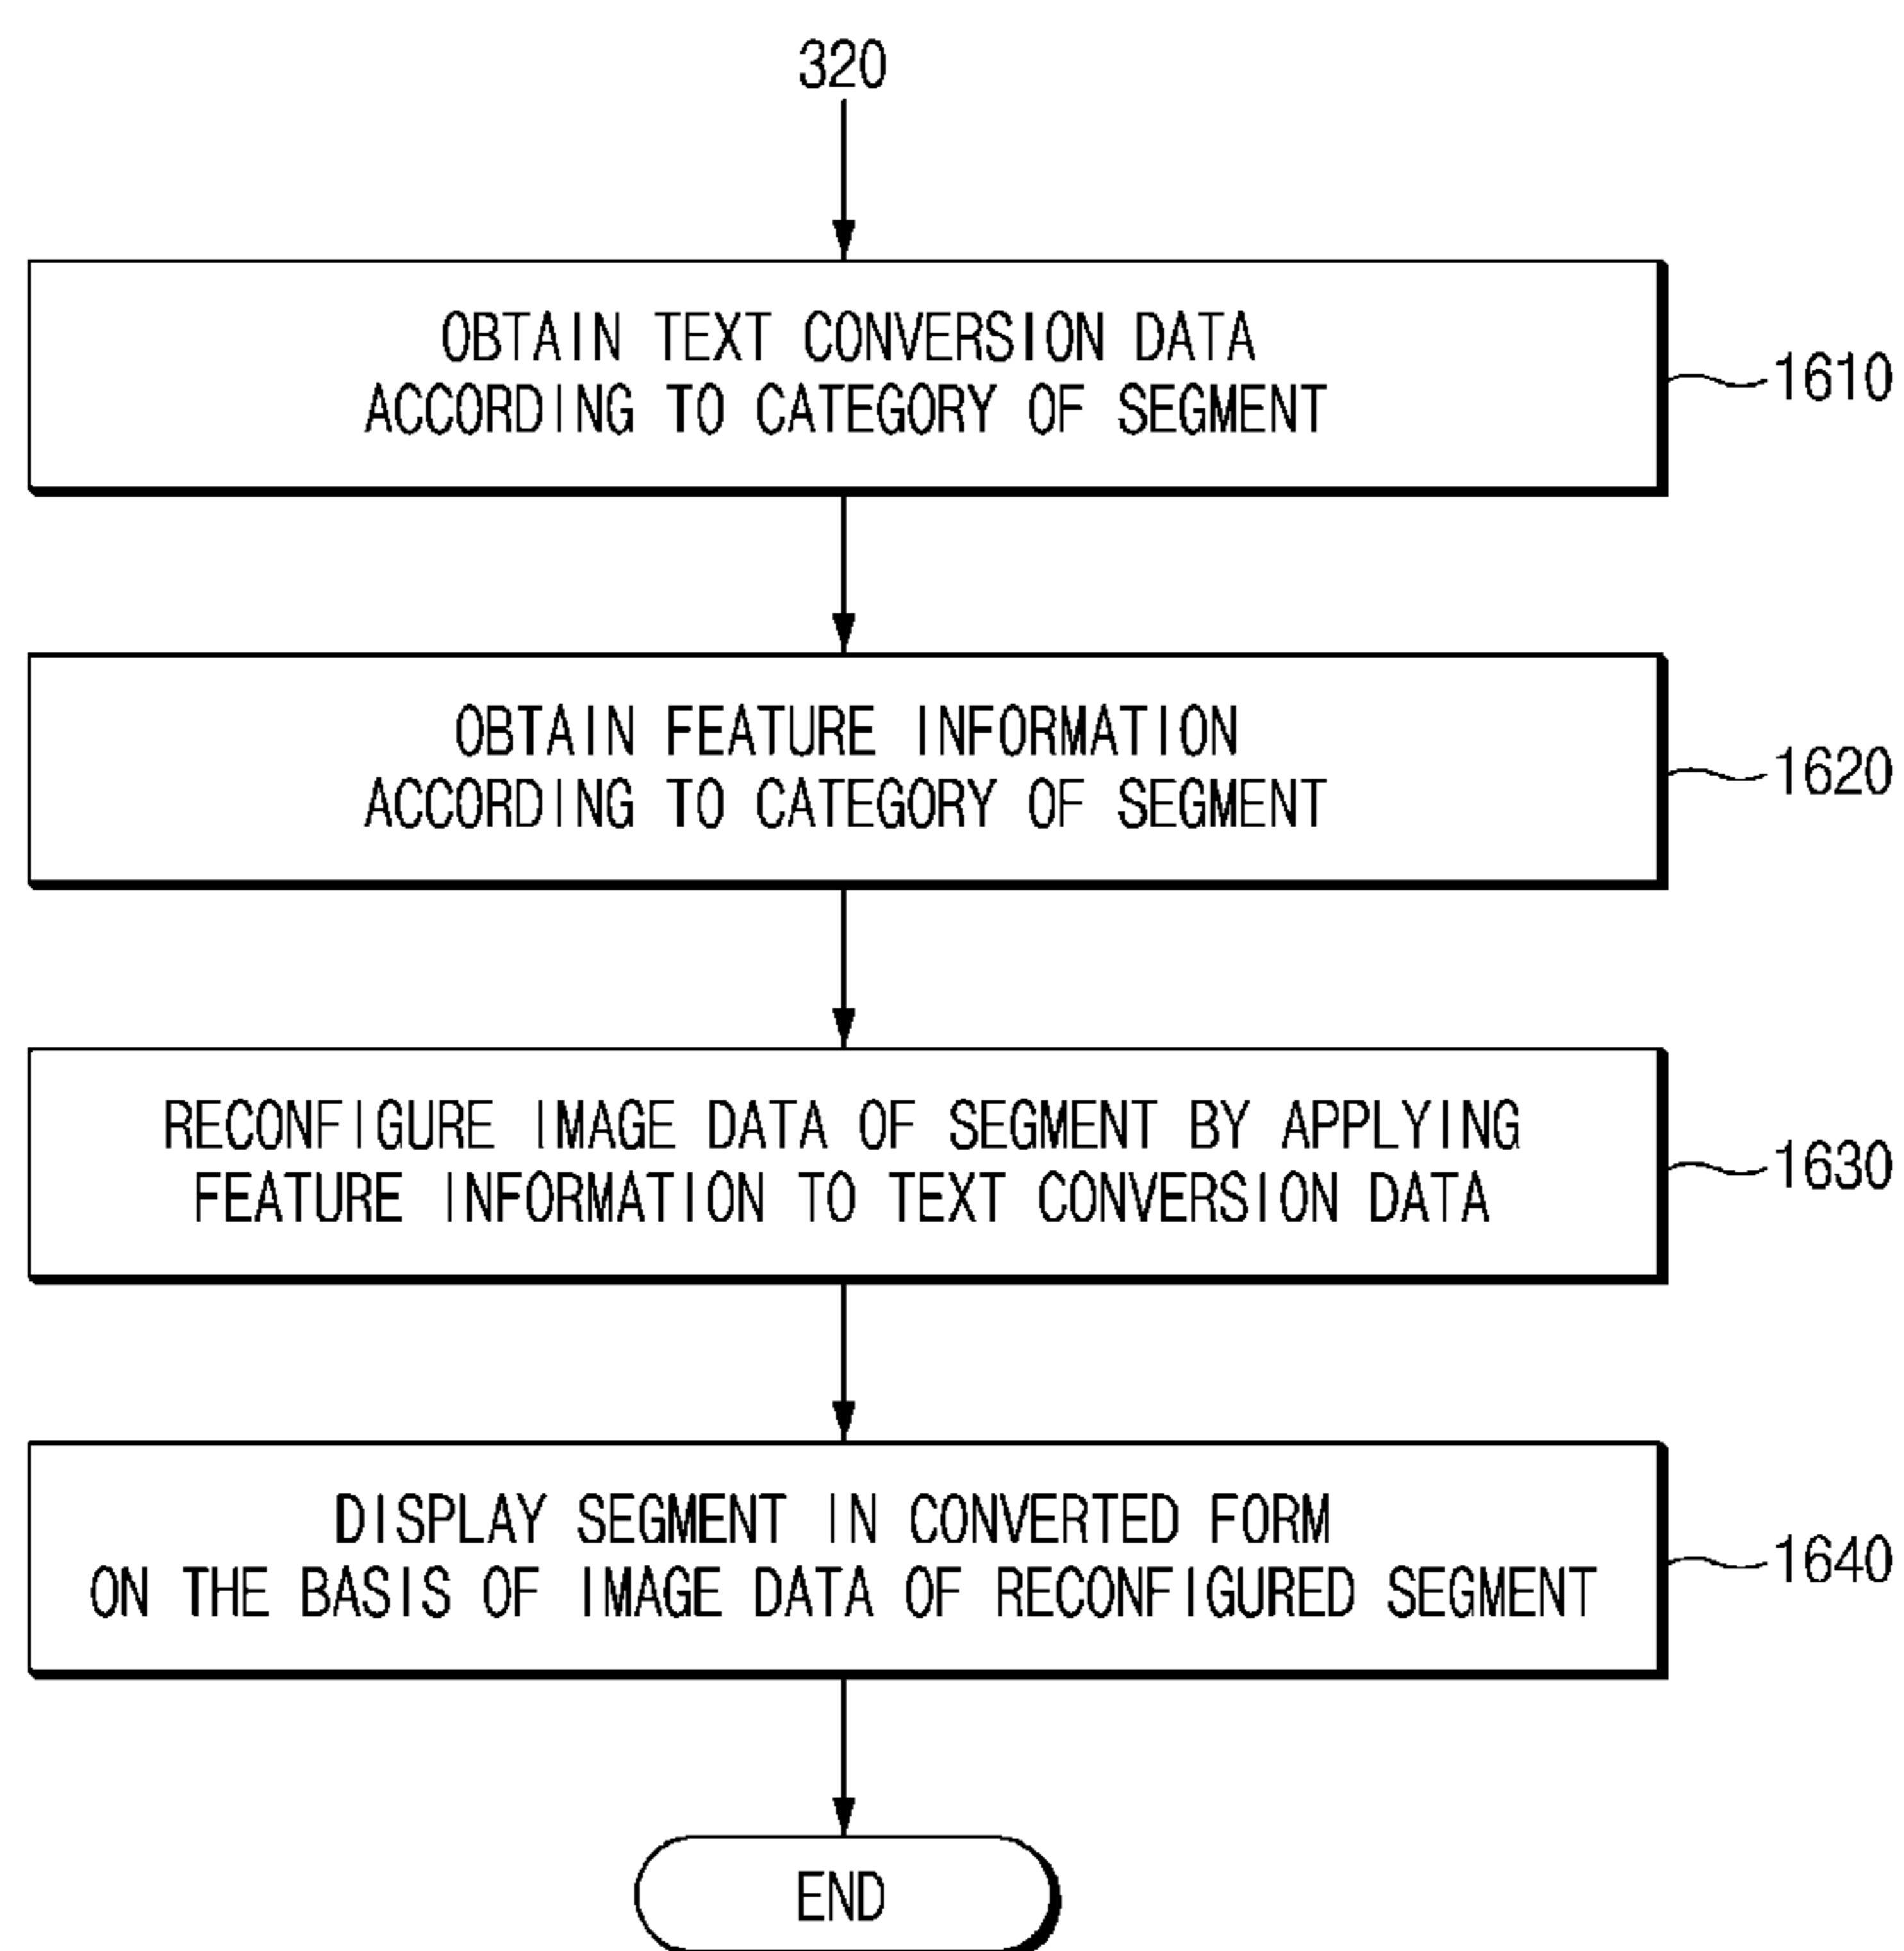 320
OBTAIN TEXT CONVERSION DATA
ACCORDING TO CATEGORY OF SEGMENT
1610
OBTAIN FEATURE INFORMATION
ACCORDING TO CATEGORY OF SEGMENT
1620
RECONFIGURE IMAGE DATA OF SEGMENT BY APPLYING
FEATURE INFORMATION TO TEXT CONVERSION DATA
1630
DISPLAY SEGMENT IN CONVERTED FORM
ON THE BASIS OF IMAGE DATA OF RECONFIGURED SEGMENT
1640
END